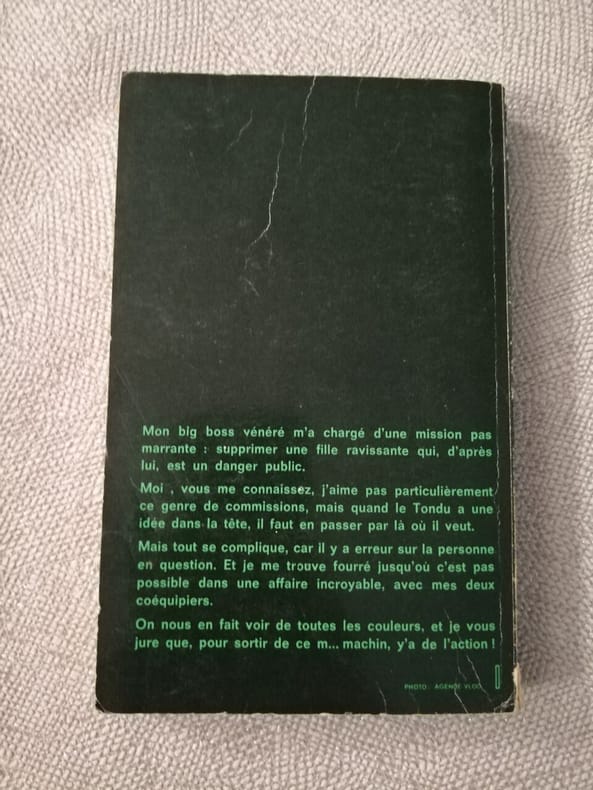 Mon big boss vénéré m'a chargé d'une mission pas
marrante : supprimer une fille ravissante qui, d'après
lui, est un danger public.
Moi , vous me connaissez, j'aime pas particulièrement
ce genre de commissions, mais quand le Tondu a une
idée dans la tête, il faut en passer par là où il veut.
Mais tout se complique, car il y a erreur sur la personne
en question. Et je me trouve fourré jusqu'où c'est pas
possible dans une affaire incroyable, avec mes deux
coéquipiers.
On nous en fait voir de toutes les couleurs, et je vous
jure que, pour sortir de ce m... machin, y'a de l'action !
PHOTO : AGENCE